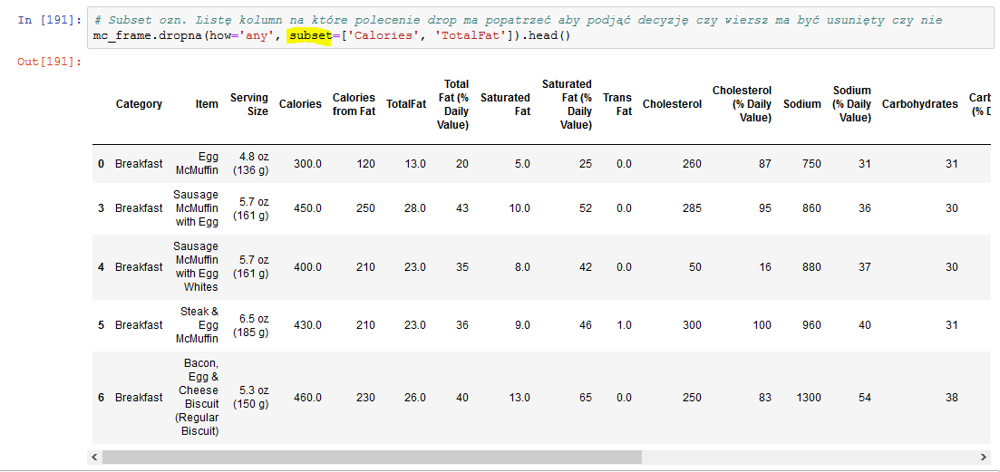 In [191]: # Subset ozn. Listę kolumn na które polecenie drop ma popatrzeć aby podjąć decyzję czy wiersz ma być usunięty czy nie
mc_frame.dropna(how='any', subset=['Calories', 'TotalFat']).head()
Out[191]:
Category Item Serving Size Calories Calories from Fat TotalFat Total Fat (% Daily Value) Saturated Fat Saturated Fat (% Daily Value) Trans Fat Cholesterol Cholesterol (% Daily Value) Sodium Sodium (% Daily Value) Carbohydrates
0 Breakfast Egg McMuffin 4.8 oz (136 g) 300.0 120 13.0 20 5.0 25 0.0 260 87 750 31 31
3 Breakfast Sausage McMuffin with Egg 5.7 oz (161 g) 450.0 250 28.0 43 10.0 52 0.0 285 95 860 36 30
4 Breakfast Sausage McMuffin with Egg Whites 5.7 oz (161 g) 400.0 210 23.0 35 8.0 42 0.0 50 16 880 37 30
5 Breakfast Steak & Egg McMuffin 6.5 oz (185 g) 430.0 210 23.0 36 9.0 46 1.0 300 100 960 40 31
6 Breakfast Bacon, Egg & Cheese Biscuit (Regular Biscuit) 5.3 oz (150 g) 460.0 230 26.0 40 13.0 65 0.0 250 83 1300 54 38